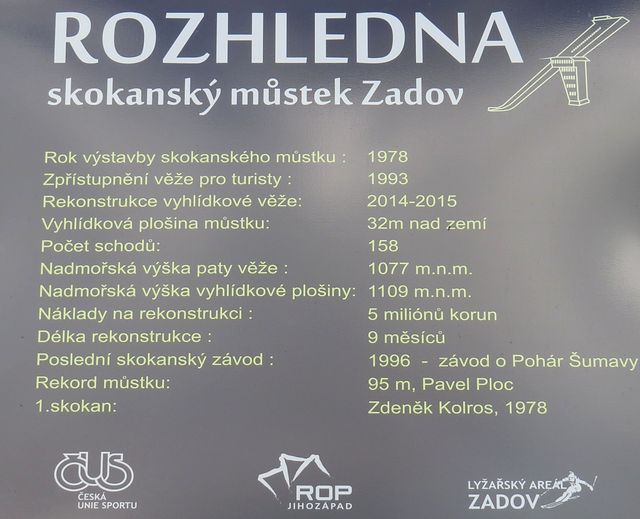 ROZHLEDNA
skokanský můstek Zadov
Rok výstavby skokanského můstku : 1978
Zpřístupnění věže pro turisty : 1993
Rekonstrukce vyhlídkové věže: 2014-2015
Vyhlídková plošina můstku: 32m nad zemí
Počet schodů: 158
Nadmořská výška paty věže : 1077 m.n.m.
Nadmořská výška vyhlídkové plošiny: 1109 m.n.m.
Náklady na rekonstrukci : 5 miliónů korun
Délka rekonstrukce : 9 měsíců
Poslední skokanský závod : 1996 - závod o Pohár Šumavy
Rekord můstku: 95 m, Pavel Ploc
1.skokan: Zdeněk Kolros, 1978
ČUS
ČESKÁ
UNIE SPORTU
ROP
JIHOZÁPAD
LYŽAŘSKÝ AREÁL
ZADOV